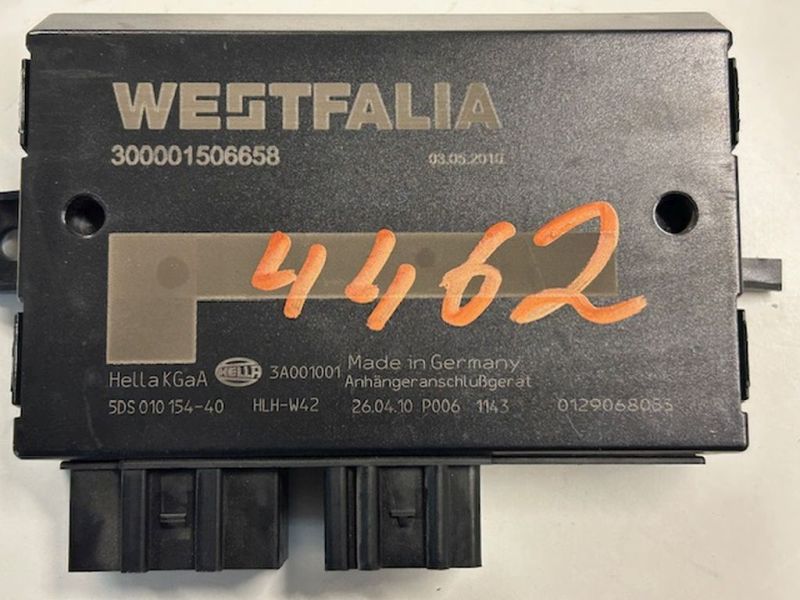 WESTFALIA
300001506658 03.05.2010
4462
Hella KGaA HELLA 3A001001 Made in Germany
Anhängeranschlußgerät
5DS 010 154-40 HLH-W42 26.04.10 P006 1143 0129068053